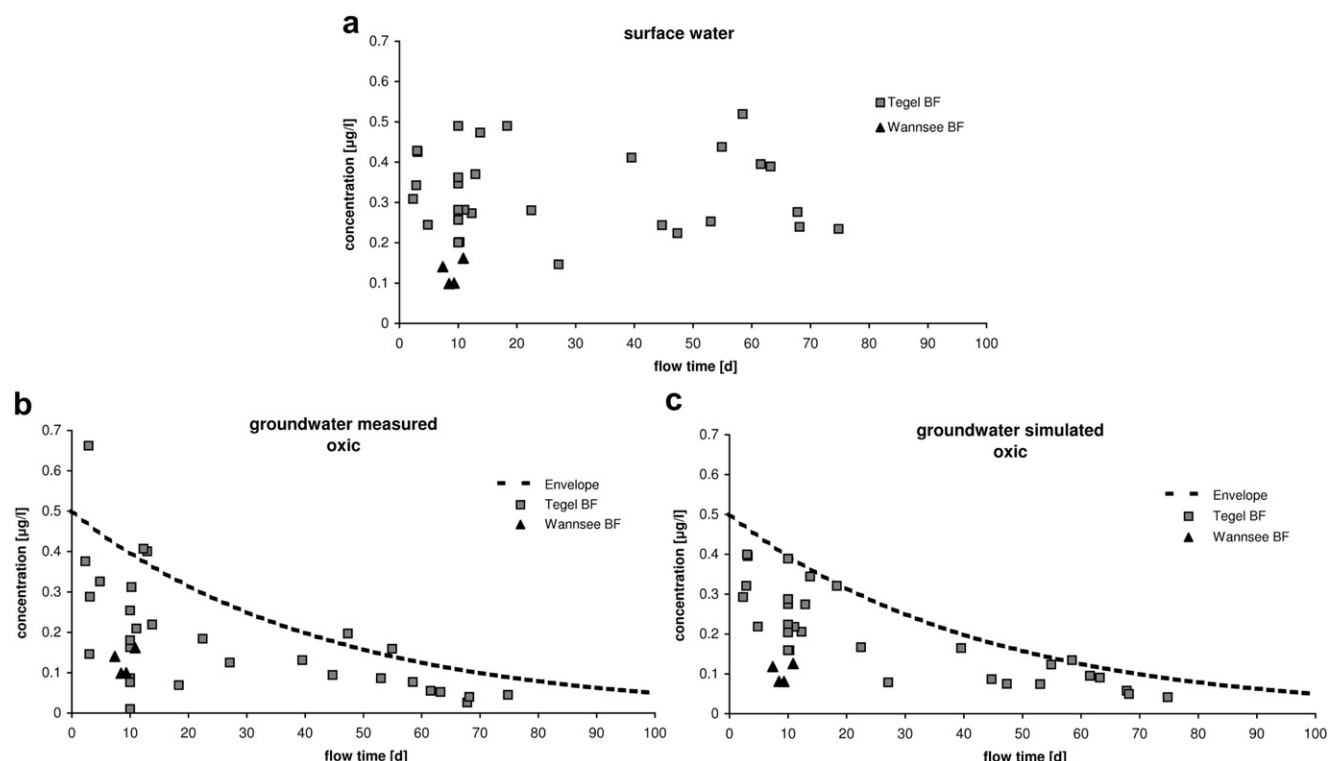 a
surface water
0.7
0.6
0.5
0.4
0.3
0.2
0.1
0
concentration [µg/l]
Tegel BF
Wannsee BF
0 10 20 30 40 50 60 70 80 90 100
flow time [d]
b
groundwater measured
oxic
0.7
0.6
0.5
0.4
0.3
0.2
0.1
0
concentration [µg/l]
Envelope
Tegel BF
Wannsee BF
0 10 20 30 40 50 60 70 80 90 100
flow time [d]
c
groundwater simulated
oxic
0.7
0.6
0.5
0.4
0.3
0.2
0.1
0
concentration [µg/l]
Envelope
Tegel BF
Wannsee BF
0 10 20 30 40 50 60 70 80 90 100
flow time [d]